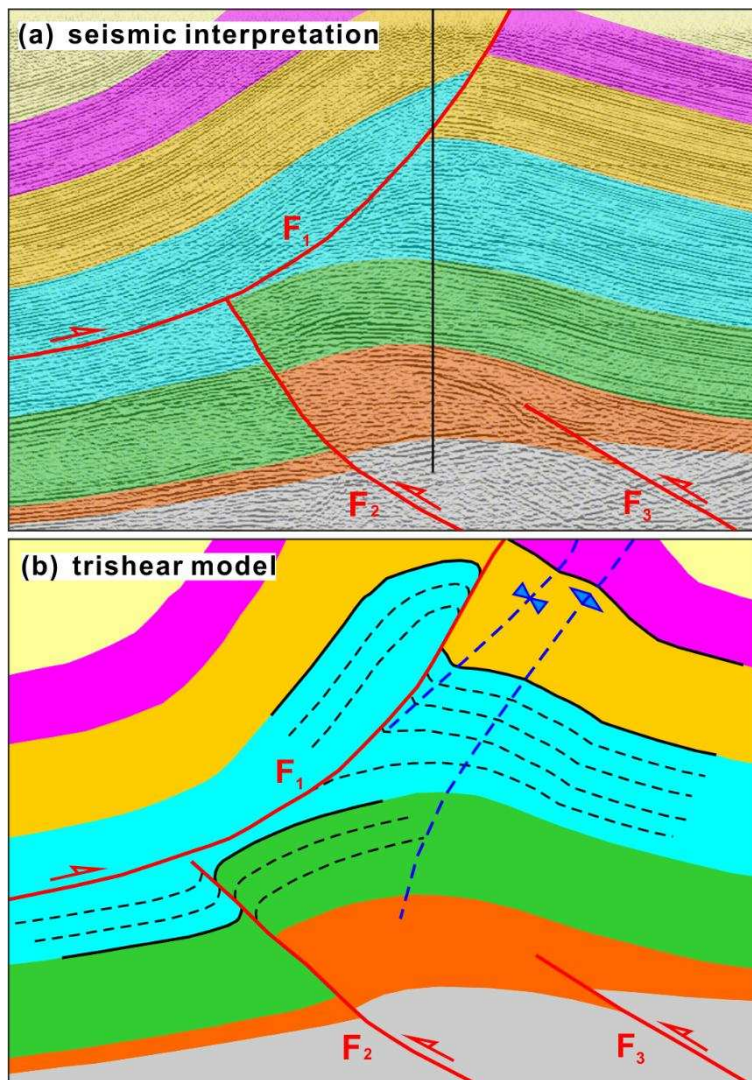 (a) seismic interpretation
F1
F2
F3
(b) trishear model
F1
F2
F3